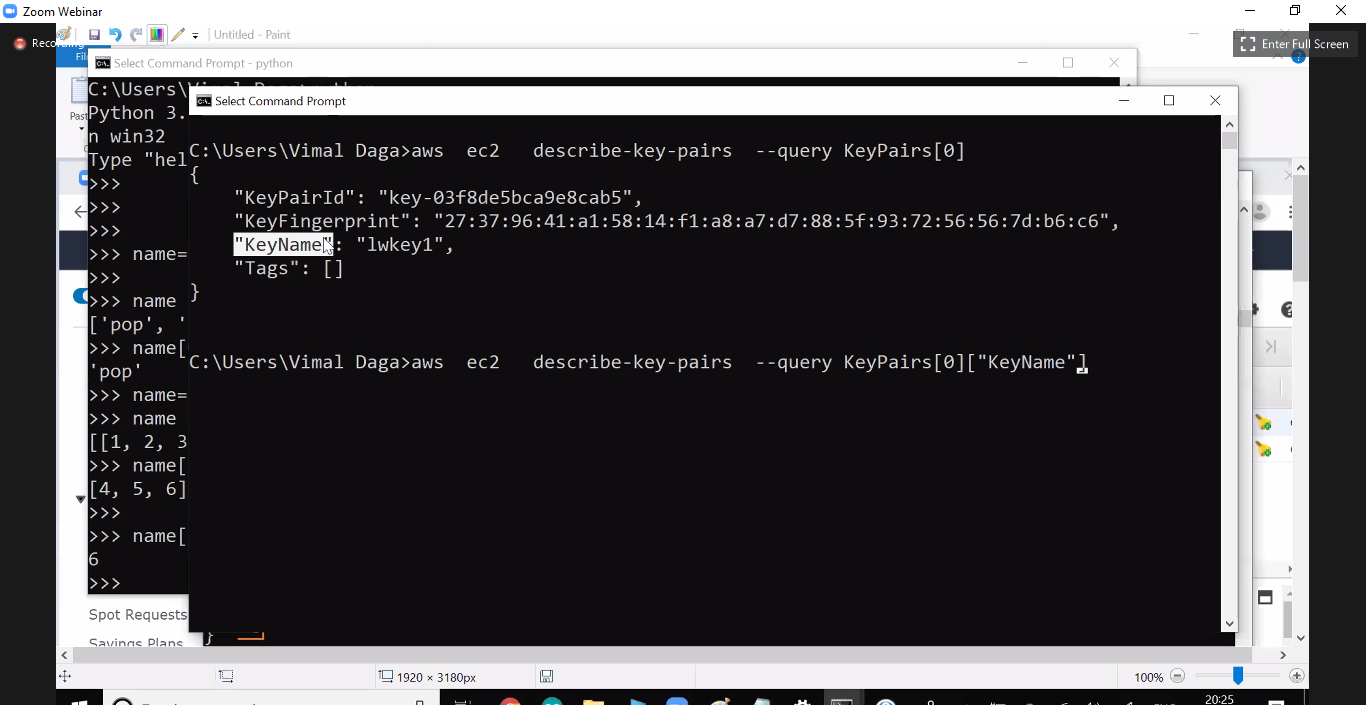 Zoom Webinar
Untitled - Paint
Recording
Enter Full Screen
Select Command Prompt - python
C:\Users\
Python 3.
n win32
Type "hel
>>>
>>>
>>>
>>> name=
>>>
>>> name
['pop', '
>>> name[
'pop'
>>> name=
>>> name
[[1, 2, 3
>>> name[
[4, 5, 6]
>>>
>>> name[
6
>>>
Select Command Prompt
C:\Users\Vimal Daga>aws  ec2   describe-key-pairs  --query KeyPairs[0]
{
    "KeyPairId": "key-03f8de5bca9e8cab5",
    "KeyFingerprint": "27:37:96:41:a1:58:14:f1:a8:a7:d7:88:5f:93:72:56:56:7d:b6:c6",
    "KeyName": "lwkey1",
    "Tags": []
}
C:\Users\Vimal Daga>aws  ec2   describe-key-pairs  --query KeyPairs[0]["KeyName"]
Spot Requests
Savings Plans
}
1920 × 3180px
100%
20:25